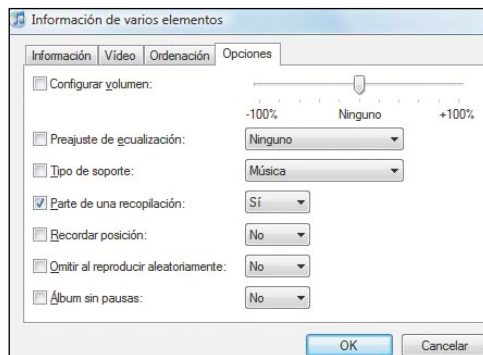 Información de varios elementos
Información Vídeo Ordenación Opciones
Configurar volumen:
-100% Ninguno +100%
Preajuste de ecualización: Ninguno
Tipo de soporte: Música
Parte de una recopilación: Sí
Recordar posición: No
Omitir al reproducir aleatoriamente: No
Álbum sin pausas: No
OK Cancelar